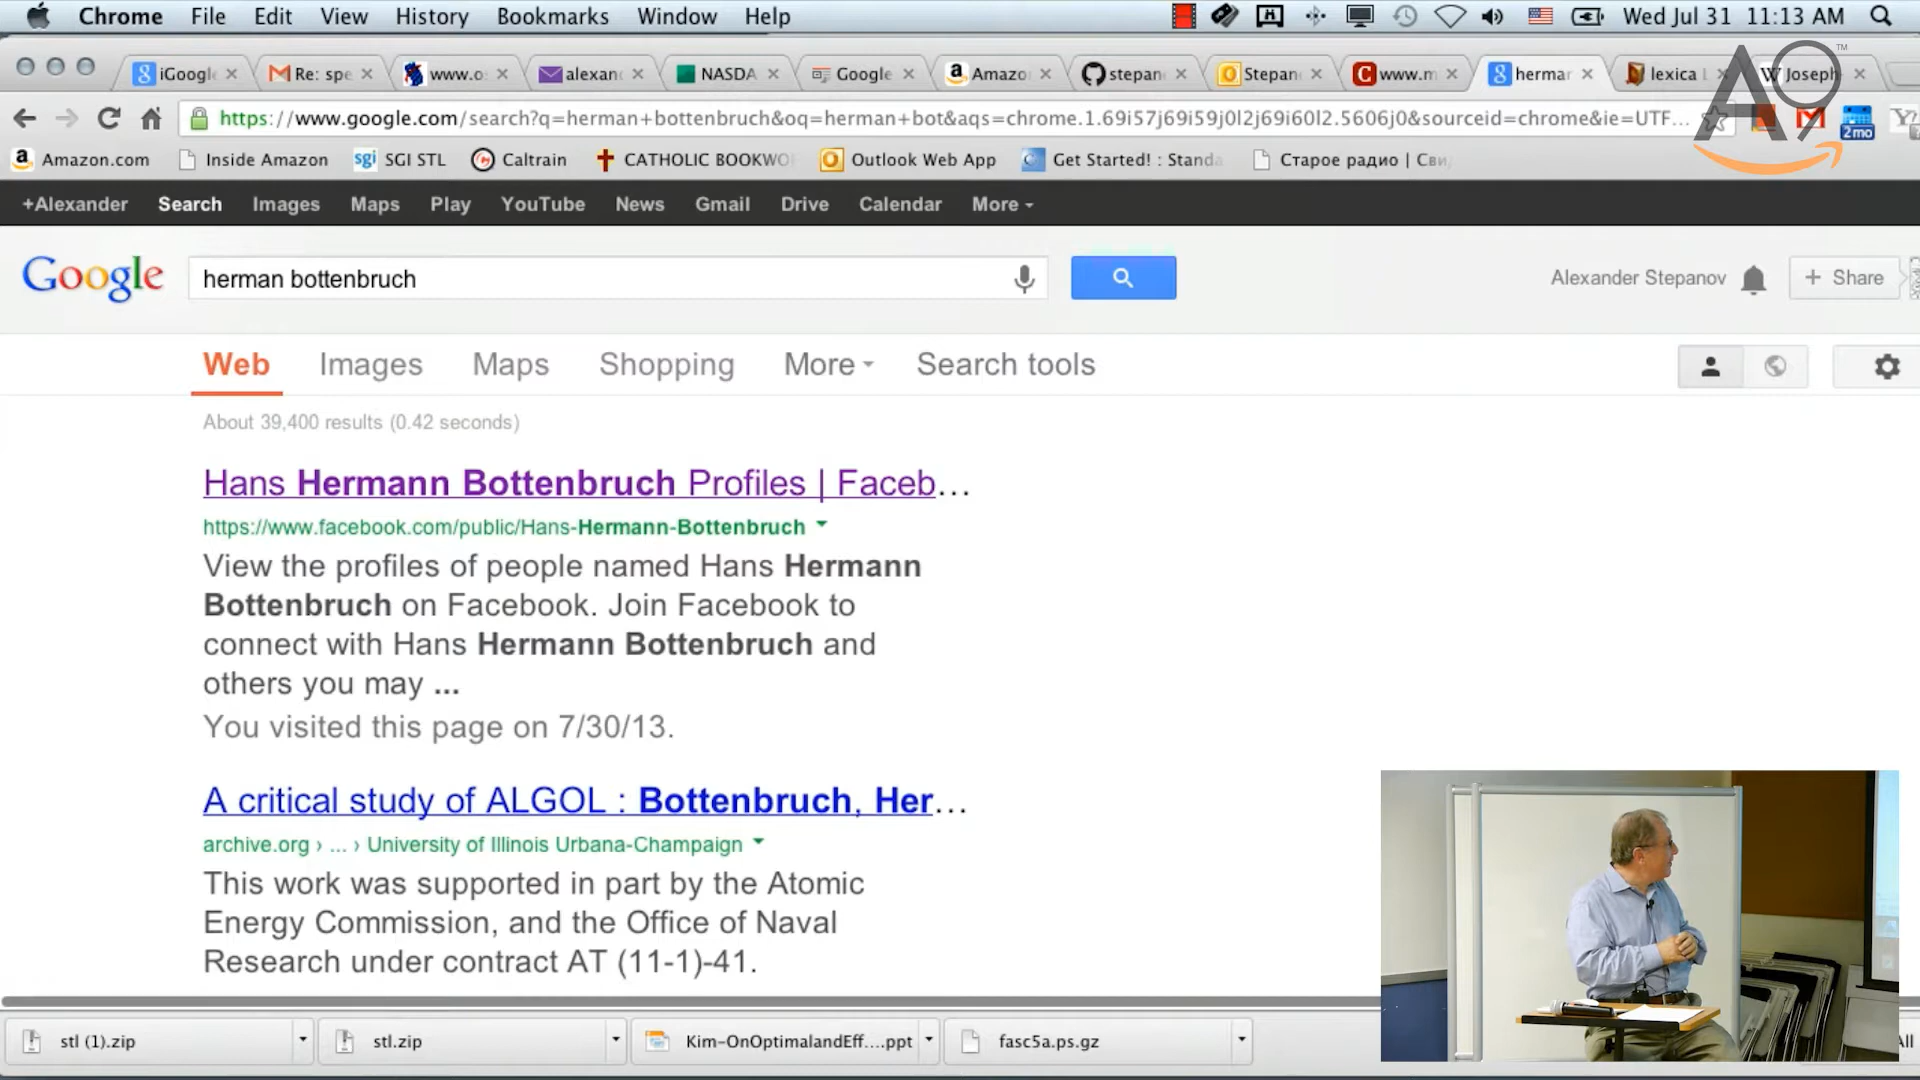 Chrome File Edit View History Bookmarks Window Help Wed Jul 31 11:13 AM
iGoogl Re: spe www.o alexan NASDA Google Amazo stepan Stepan www.m hermar lexica Joseph
https://www.google.com/search?q=herman+bottenbruch&oq=herman+bot&aqs=chrome.1.69i57j69i59j0l2j69i60l2.5606j0&sourceid=chrome&ie=UTF...
2mo
A9™
Amazon.com Inside Amazon sgi SGI STL Caltrain CATHOLIC BOOKWO Outlook Web App Get Started! : Standa Старое радио | Сви
+Alexander Search Images Maps Play YouTube News Gmail Drive Calendar More
Google herman bottenbruch Alexander Stepanov + Share
Web Images Maps Shopping More Search tools
About 39,400 results (0.42 seconds)
Hans Hermann Bottenbruch Profiles | Faceb...
https://www.facebook.com/public/Hans-Hermann-Bottenbruch
View the profiles of people named Hans Hermann
Bottenbruch on Facebook. Join Facebook to
connect with Hans Hermann Bottenbruch and
others you may ...
You visited this page on 7/30/13.
A critical study of ALGOL : Bottenbruch, Her...
archive.org › ... › University of Illinois Urbana-Champaign
This work was supported in part by the Atomic
Energy Commission, and the Office of Naval
Research under contract AT (11-1)-41.
stl (1).zip stl.zip Kim-OnOptimalandEff....ppt fasc5a.ps.gz All